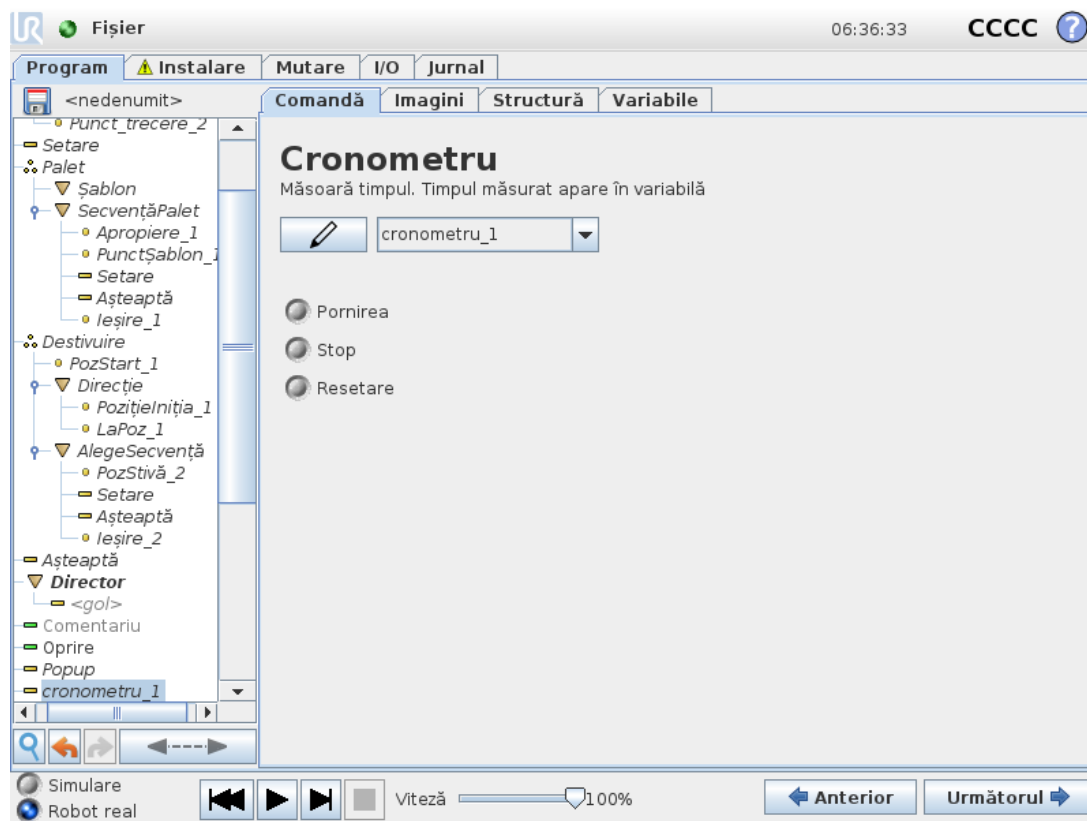 UR Fișier 06:36:33 CCCC ?
Program Instalare Mutare I/O Jurnal
<nedenumit> Comandă Imagini Structură Variabile
Punct_trecere_2
Setare
Palet
Șablon
SecvențăPalet
Apropiere_1
PunctȘablon_1
Setare
Așteaptă
Ieșire_1
Destivuire
PozStart_1
Direcție
PozițieIniția_1
LaPoz_1
AlegeSecvență
PozStivă_2
Setare
Așteaptă
Ieșire_2
Așteaptă
Director
<gol>
Comentariu
Oprire
Popup
cronometru_1
Cronometru
Măsoară timpul. Timpul măsurat apare în variabilă
cronometru_1
Pornirea
Stop
Resetare
Simulare
Robot real
Viteză 100%
Anterior Următorul